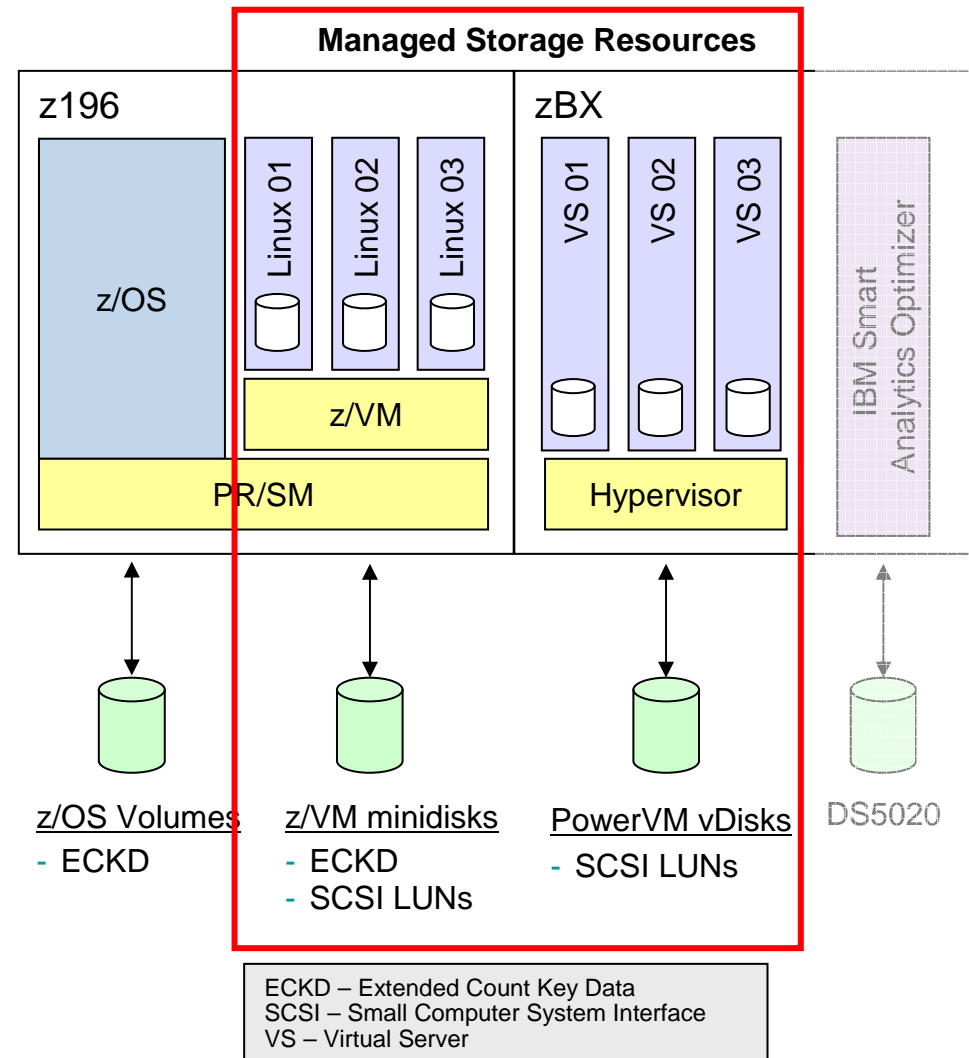 Managed Storage Resources
z196
zBX
z/OS
Linux 01
Linux 02
Linux 03
VS 01
VS 02
VS 03
IBM Smart
Analytics Optimizer
z/VM
PR/SM
Hypervisor
z/OS Volumes
- ECKD
z/VM minidisks
- ECKD
- SCSI LUNs
PowerVM vDisks
- SCSI LUNs
DS5020
ECKD – Extended Count Key Data
SCSI – Small Computer System Interface
VS – Virtual Server